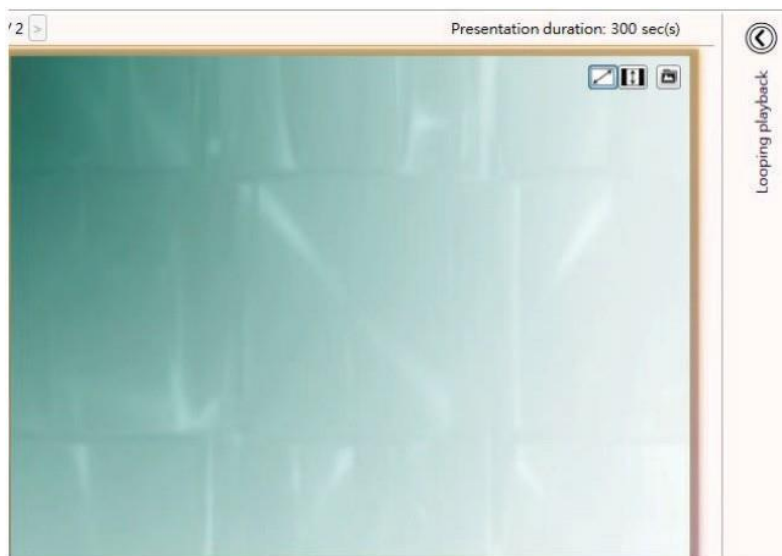 / 2 >
Presentation duration: 300 sec(s)
Looping playback